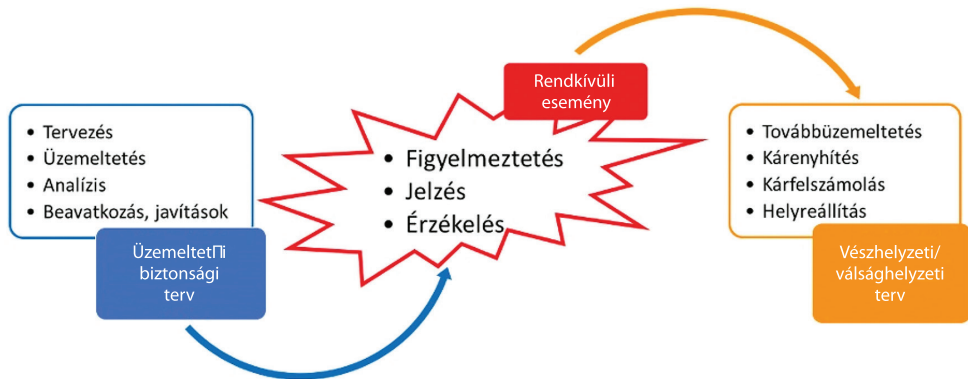 • Tervezés
• Üzemeltetés
• Analízis
• Beavatkozás, javítások
biztonsági
terv
Rendkívüli
esemény
• Figyelmeztetés
• Jelzés
• Érzékelés
• Továbbüzemeltetés
• Kárenyhítés
• Kárfelszámolás
• Helyreállítás
Vészhelyzeti/
válsághelyzeti
terv